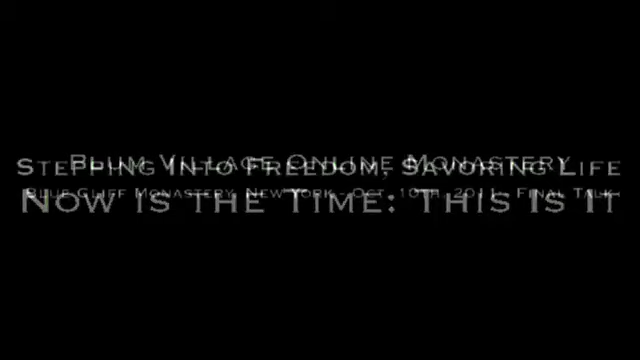 Plum Village Online Monastery
Stepping Into Freedom, Savoring Life
Blue Cliff Monastery, New York - Oct. 10th, 2011 - Final Talk
Now is the Time: This Is It